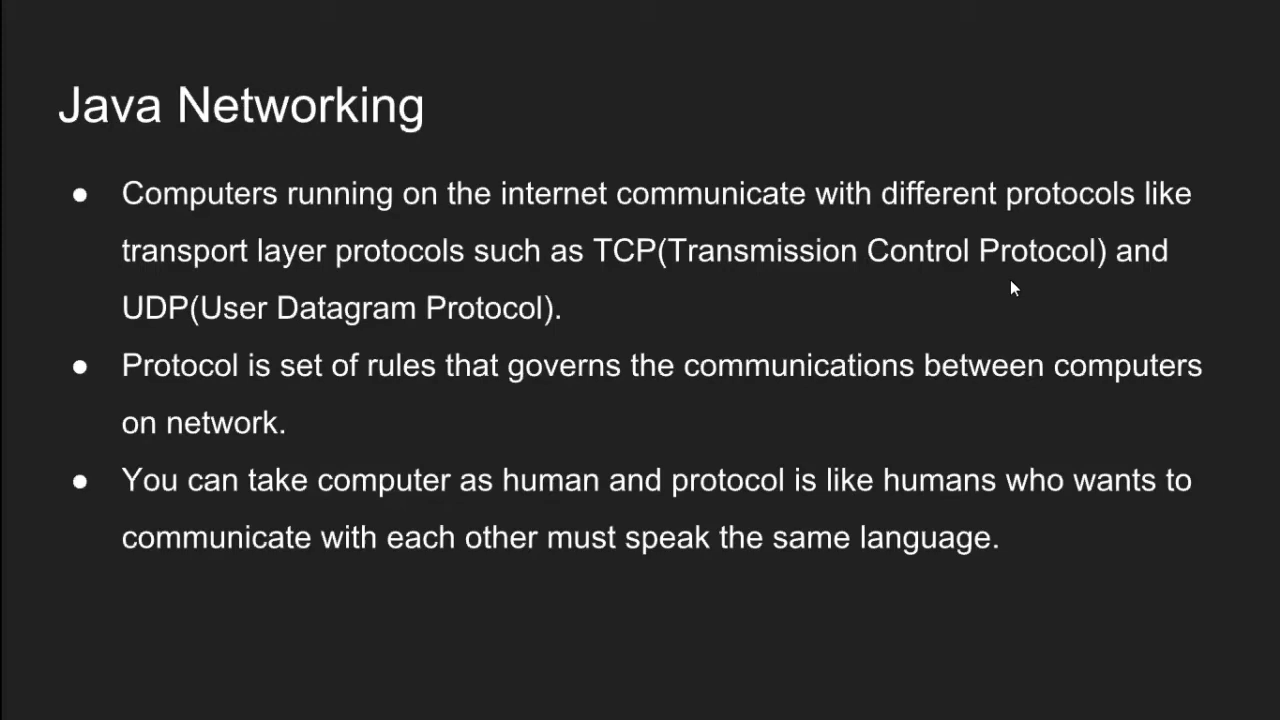 Java Networking
● Computers running on the internet communicate with different protocols like
transport layer protocols such as TCP(Transmission Control Protocol) and
UDP(User Datagram Protocol).
● Protocol is set of rules that governs the communications between computers
on network.
● You can take computer as human and protocol is like humans who wants to
communicate with each other must speak the same language.